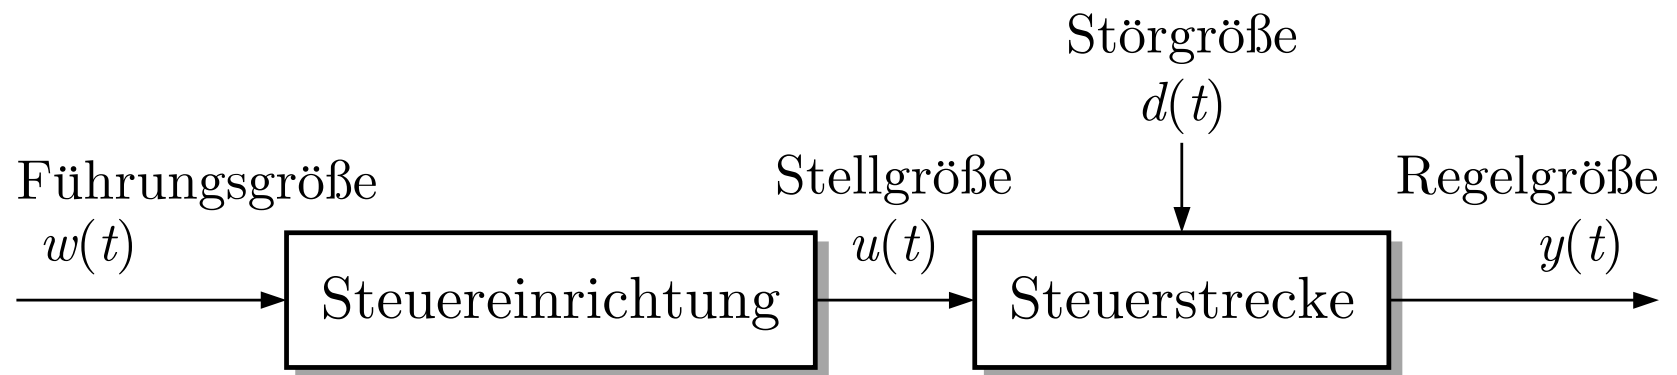 Störgröße
d(t)
Führungsgröße
w(t)
Steuereinrichtung
Stellgröße
u(t)
Steuerstrecke
Regelgröße
y(t)